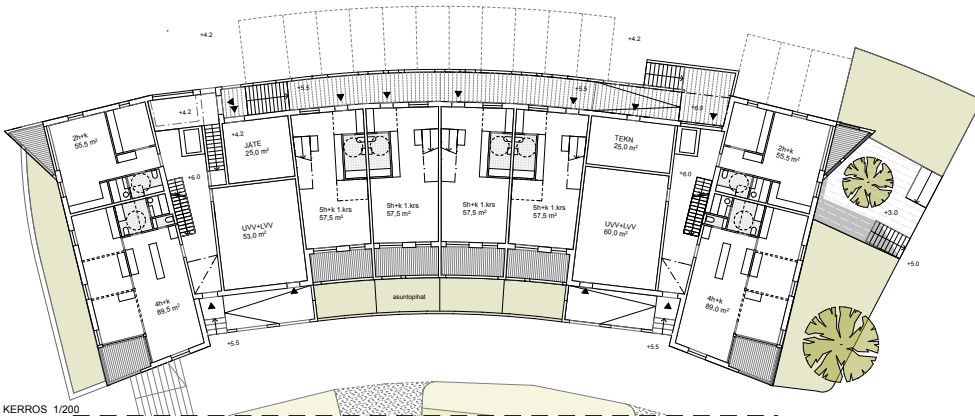 +4.2
+4.2
+4.2
+5.5
+5.5
+4.2
+6.0
2h+k
55,5 m²
+4.2
JÄTE
25,0 m²
TEKN
25,0 m²
2h+k
55,5 m²
+6.0
+6.0
5h+k 1.krs
57,5 m²
5h+k 1.krs
57,5 m²
5h+k 1.krs
57,5 m²
5h+k 1.krs
57,5 m²
+3.0
UVV+LVV
53,0 m²
UVV+LVV
60,0 m²
+5.0
4h+k
89,5 m²
asuntopihat
4h+k
89,0 m²
+5.5
+5.5
KERROS 1/200